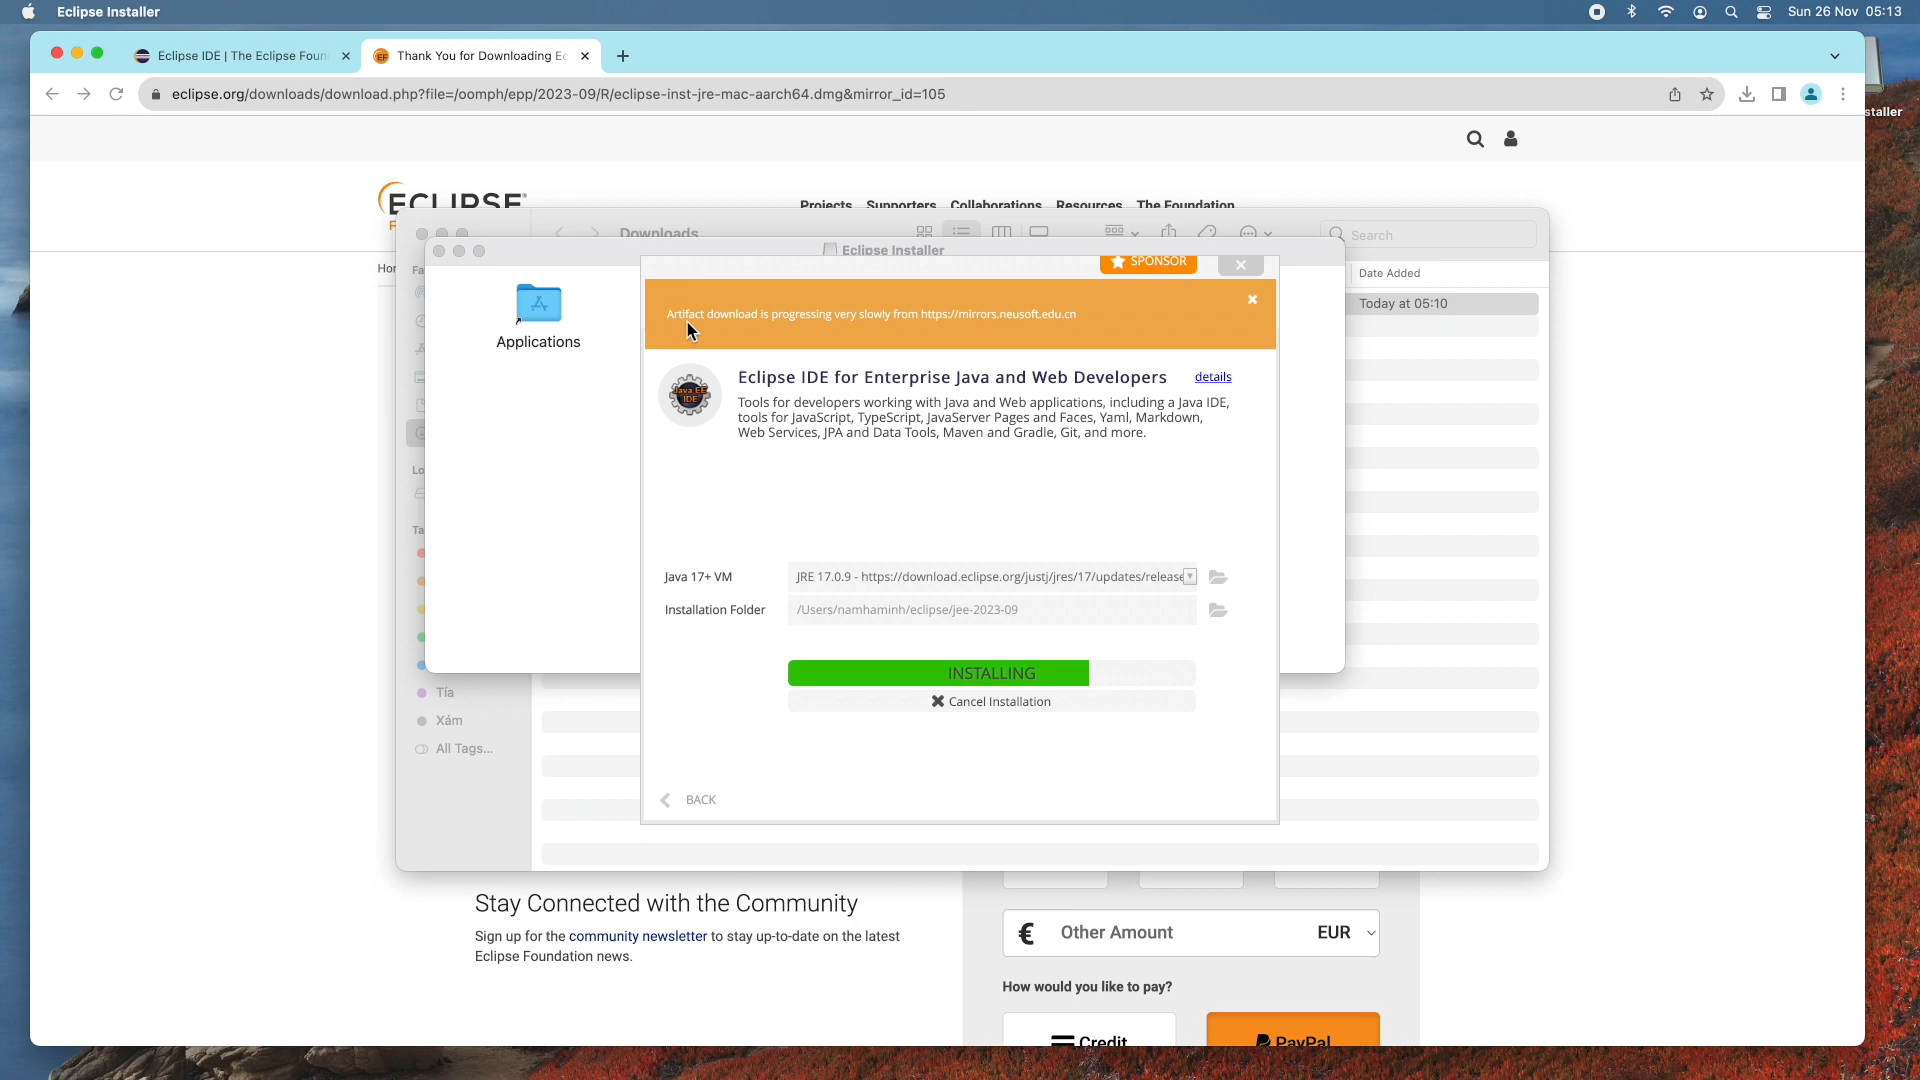 Eclipse Installer
Sun 26 Nov 05:13
Eclipse IDE | The Eclipse Foun
Thank You for Downloading Ec
eclipse.org/downloads/download.php?file=/oomph/epp/2023-09/R/eclipse-inst-jre-mac-aarch64.dmg&mirror_id=105
staller
ECLIPSE
Projects Supporters Collaborations Resources The Foundation
Downloads
Search
Hor
Fa
Eclipse Installer
Date Added
Today at 05:10
SPONSOR
Applications
Artifact download is progressing very slowly from https://mirrors.neusoft.edu.cn
Java EE
IDE
Eclipse IDE for Enterprise Java and Web Developers details
Tools for developers working with Java and Web applications, including a Java IDE,
tools for JavaScript, TypeScript, JavaServer Pages and Faces, Yaml, Markdown,
Web Services, JPA and Data Tools, Maven and Gradle, Git, and more.
Lo
Ta
Java 17+ VM
JRE 17.0.9 - https://download.eclipse.org/justj/jres/17/updates/release
Installation Folder
/Users/namhaminh/eclipse/jee-2023-09
INSTALLING
Cancel Installation
Tía
Xám
All Tags...
BACK
Stay Connected with the Community
Sign up for the community newsletter to stay up-to-date on the latest
Eclipse Foundation news.
€ Other Amount EUR
How would you like to pay?
Credit
PayPal